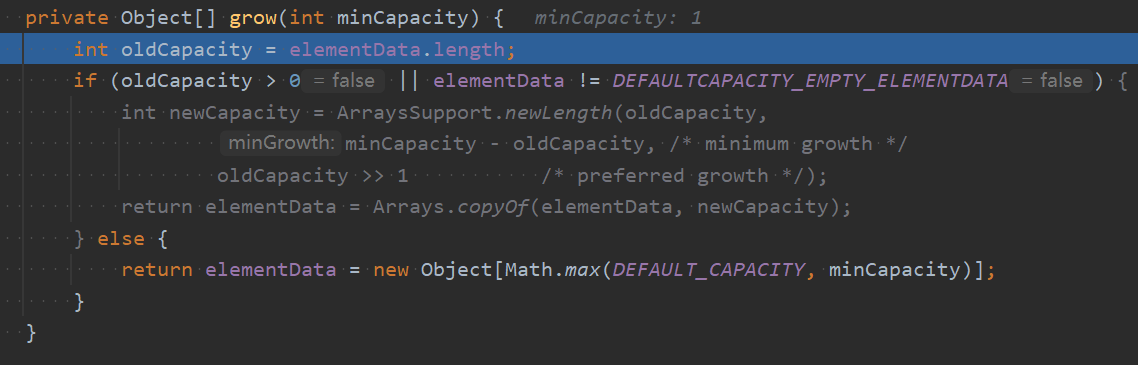 private Object[] grow(int minCapacity) {   minCapacity: 1
    int oldCapacity = elementData.length;
    if (oldCapacity > 0 = false || elementData != DEFAULTCAPACITY_EMPTY_ELEMENTDATA = false ) {
        int newCapacity = ArraysSupport.newLength(oldCapacity,
                minGrowth: minCapacity - oldCapacity, /* minimum growth */
                oldCapacity >> 1           /* preferred growth */);
        return elementData = Arrays.copyOf(elementData, newCapacity);
    } else {
        return elementData = new Object[Math.max(DEFAULT_CAPACITY, minCapacity)];
    }
}